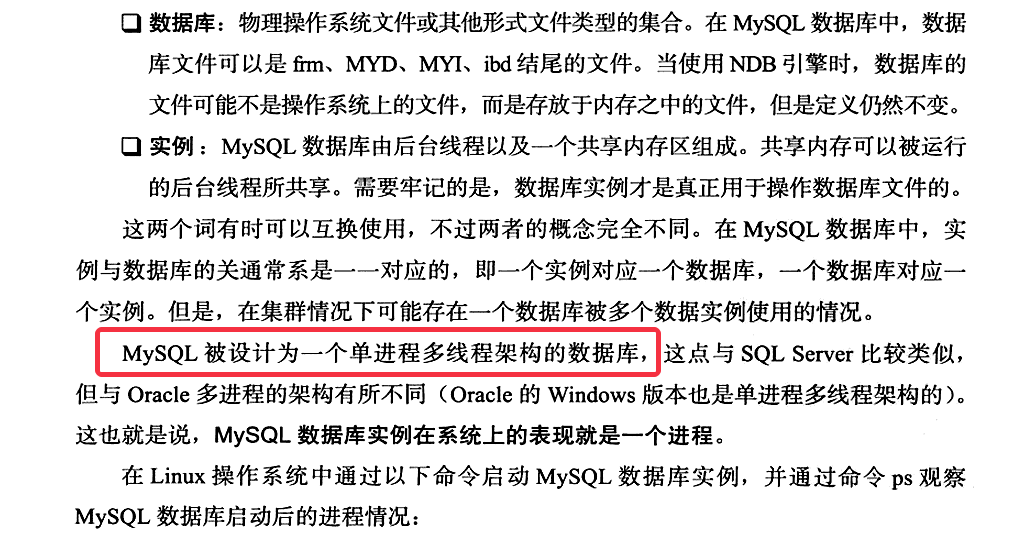 ❏ 数据库：物理操作系统文件或其他形式文件类型的集合。在 MySQL 数据库中，数据
库文件可以是 frm、MYD、MYI、ibd 结尾的文件。当使用 NDB 引擎时，数据库的
文件可能不是操作系统上的文件，而是存放于内存之中的文件，但是定义仍然不变。
❏ 实例：MySQL 数据库由后台线程以及一个共享内存区组成。共享内存可以被运行
的后台线程所共享。需要牢记的是，数据库实例才是真正用于操作数据库文件的。
这两个词有时可以互换使用，不过两者的概念完全不同。在 MySQL 数据库中，实
例与数据库的关通常系是一一对应的，即一个实例对应一个数据库，一个数据库对应一
个实例。但是，在集群情况下可能存在一个数据库被多个数据实例使用的情况。
MySQL 被设计为一个单进程多线程架构的数据库，这点与 SQL Server 比较类似，
但与 Oracle 多进程的架构有所不同（Oracle 的 Windows 版本也是单进程多线程架构的）。
这也就是说，MySQL 数据库实例在系统上的表现就是一个进程。
在 Linux 操作系统中通过以下命令启动 MySQL 数据库实例，并通过命令 ps 观察
MySQL 数据库启动后的进程情况：